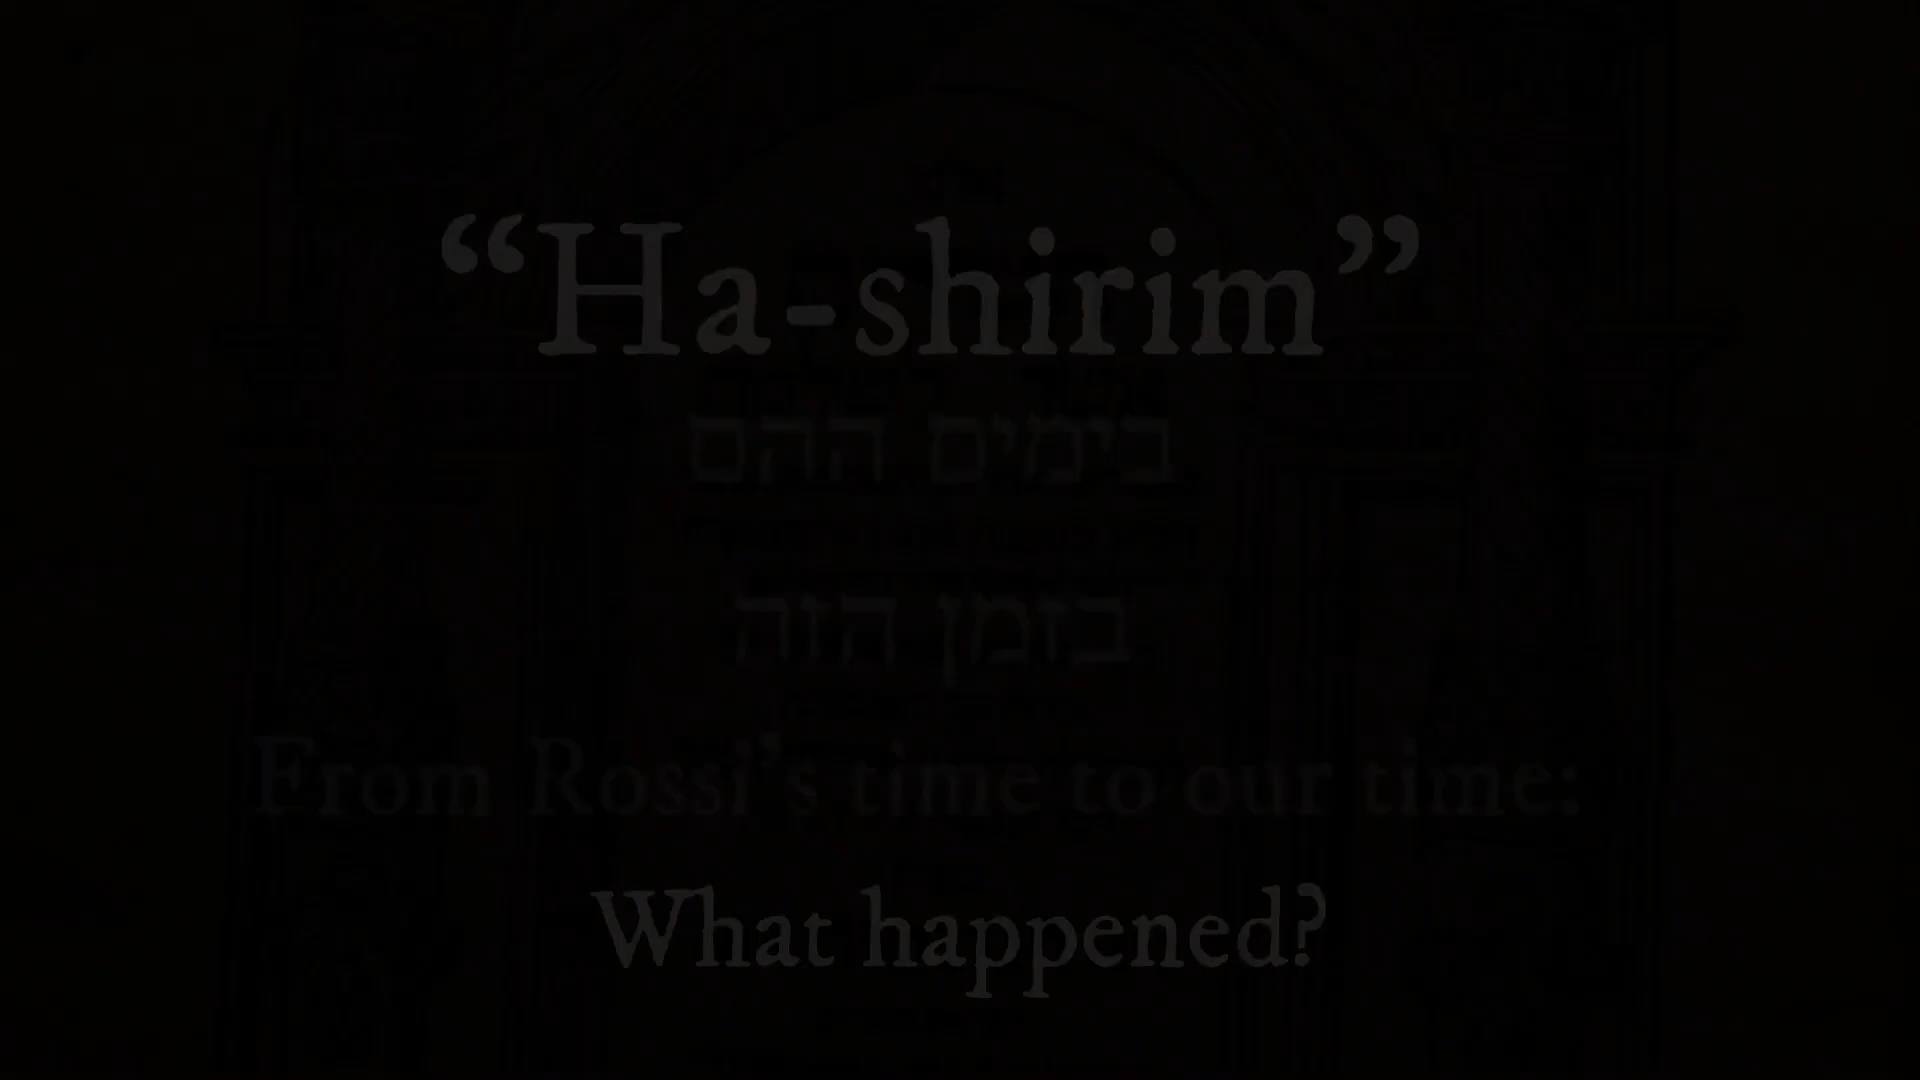 “Ha-shirim”
בימים ההם
בזמן הזה
From Rossi’s time to our time:
What happened?